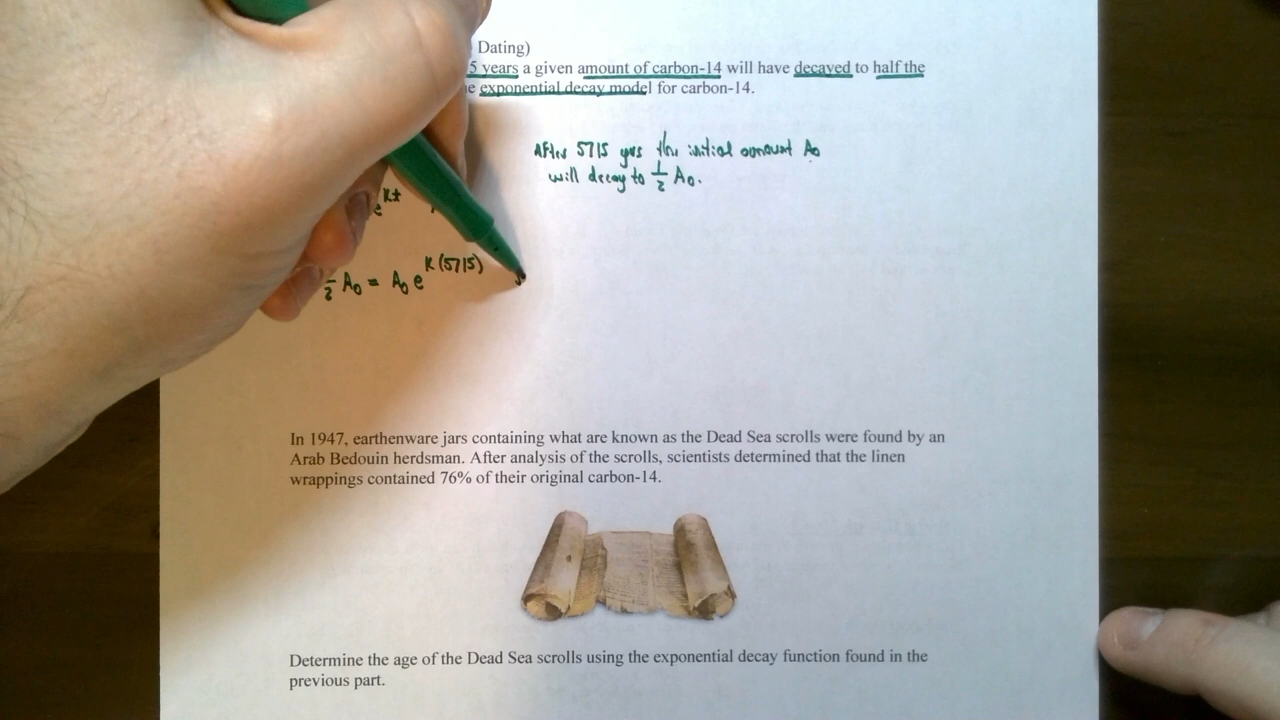 Dating)
5 years a given amount of carbon-14 will have decayed to half the
exponential decay model for carbon-14.
After 5715 yrs the initial amount A₀
will decay to 1/2 A₀.
e^kt
1/2 A₀ = A₀ e^k(5715)
In 1947, earthenware jars containing what are known as the Dead Sea scrolls were found by an
Arab Bedouin herdsman. After analysis of the scrolls, scientists determined that the linen
wrappings contained 76% of their original carbon-14.
Determine the age of the Dead Sea scrolls using the exponential decay function found in the
previous part.